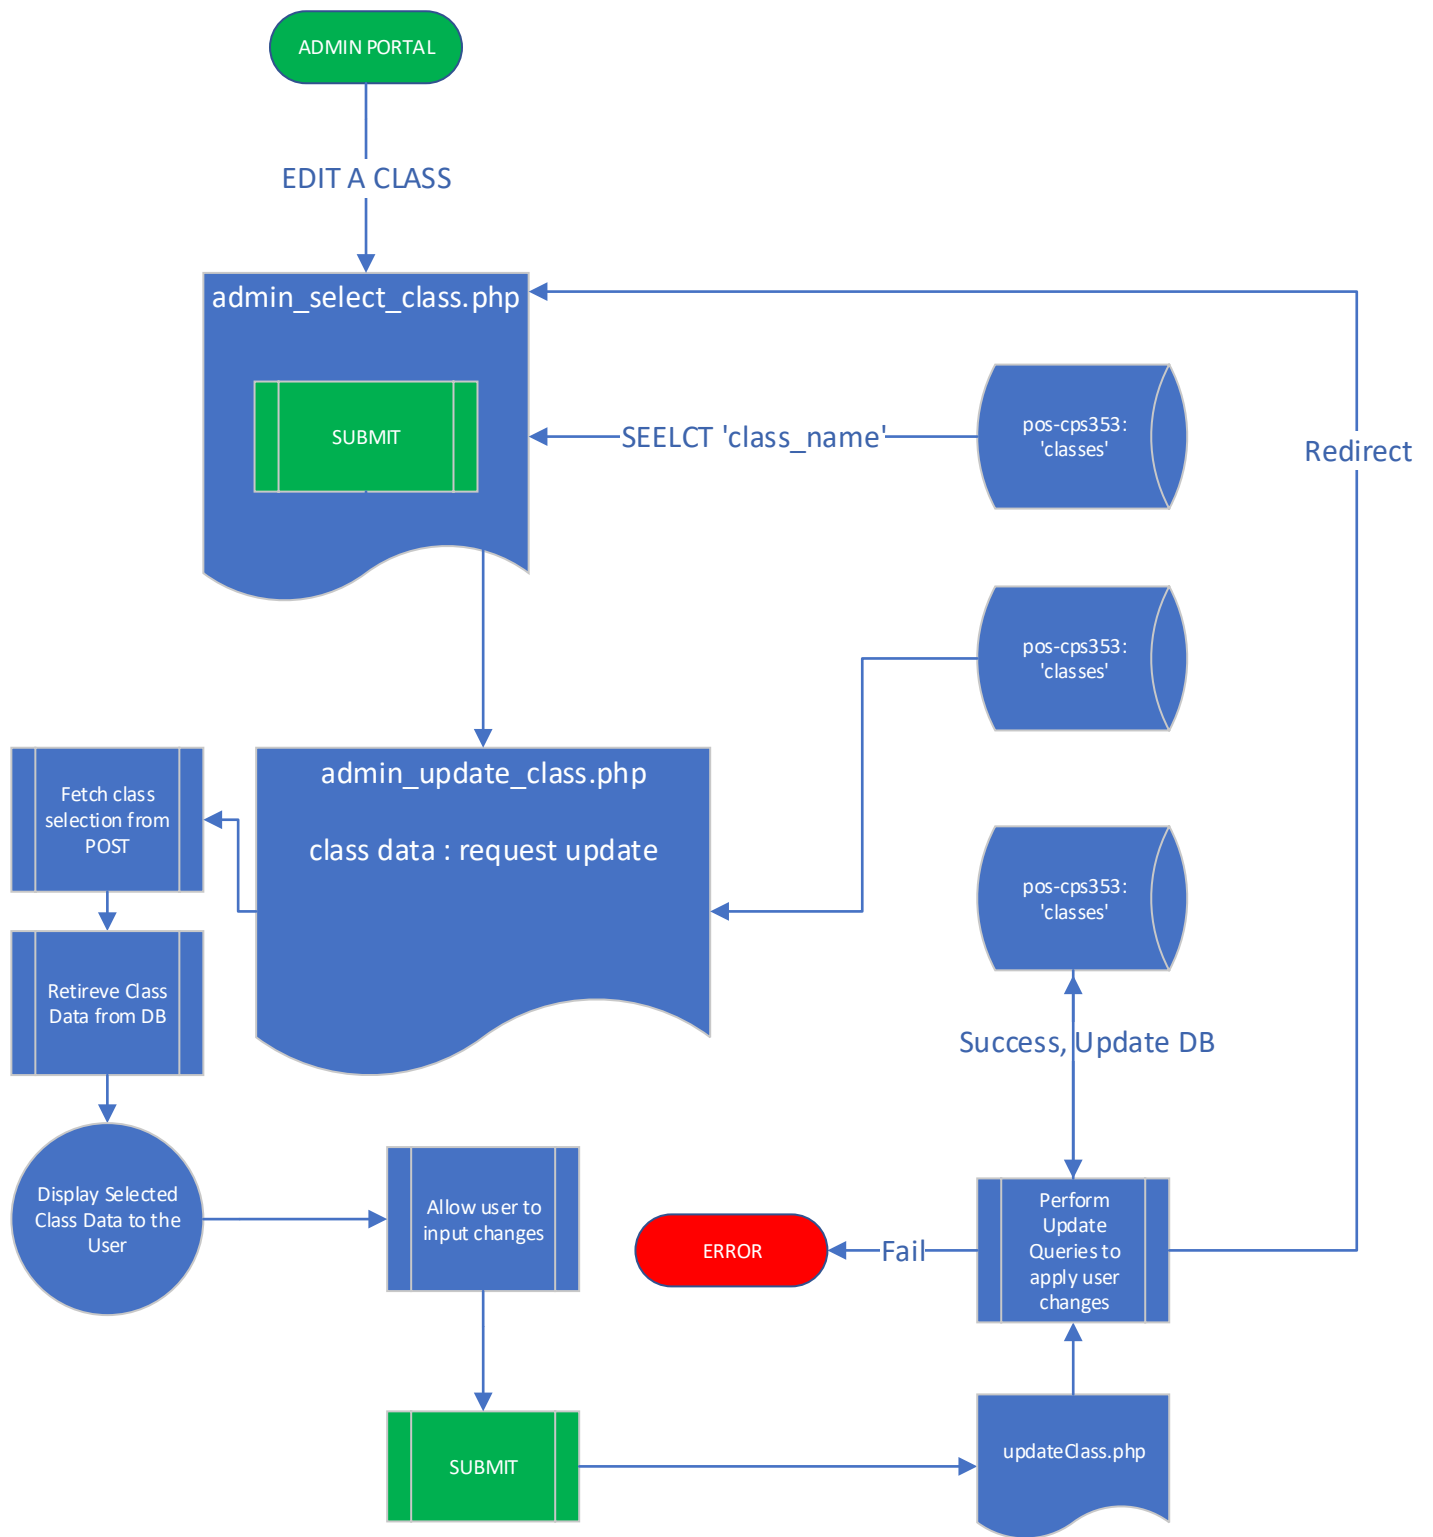 ADMIN PORTAL
EDIT A CLASS
admin_select_class.php
SUBMIT
SEELCT 'class_name'
pos-cps353:
'classes'
Redirect
pos-cps353:
'classes'
admin_update_class.php
class data : request update
Fetch class
selection from
POST
pos-cps353:
'classes'
Retireve Class
Data from DB
Success, Update DB
Display Selected
Class Data to the
User
Allow user to
input changes
ERROR
Fail
Perform
Update
Queries to
apply user
changes
SUBMIT
updateClass.php